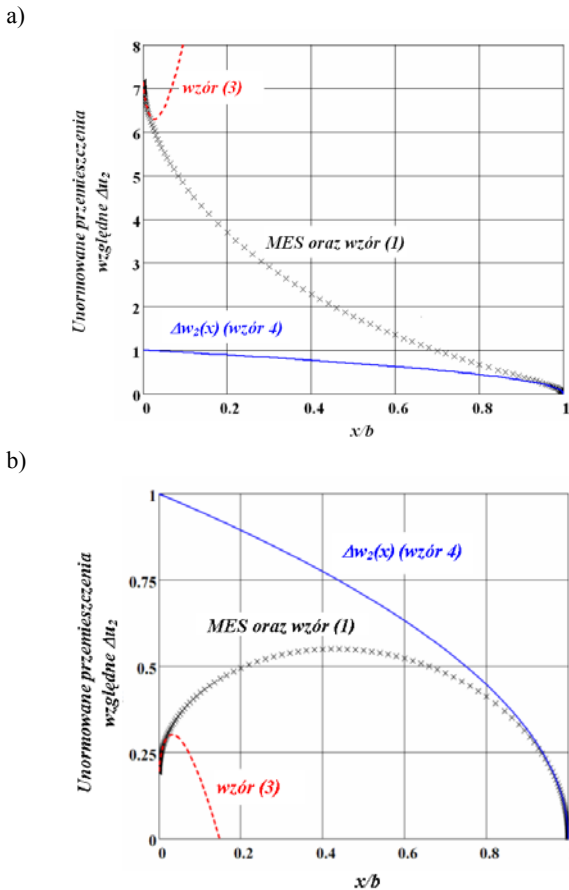 a)
8
7
6
5
4
3
2
1
0
0
0.2
0.4
0.6
0.8
1
x/b
Unormowane przemieszczenia
względne Δu₂
wzór (3)
MES oraz wzór (1)
Δw₂(x) (wzór 4)
b)
1
0.75
0.5
0.25
0
0
0.2
0.4
0.6
0.8
x/b
Unormowane przemieszczenia
względne Δu₂
Δw₂(x) (wzór 4)
MES oraz wzór (1)
wzór (3)